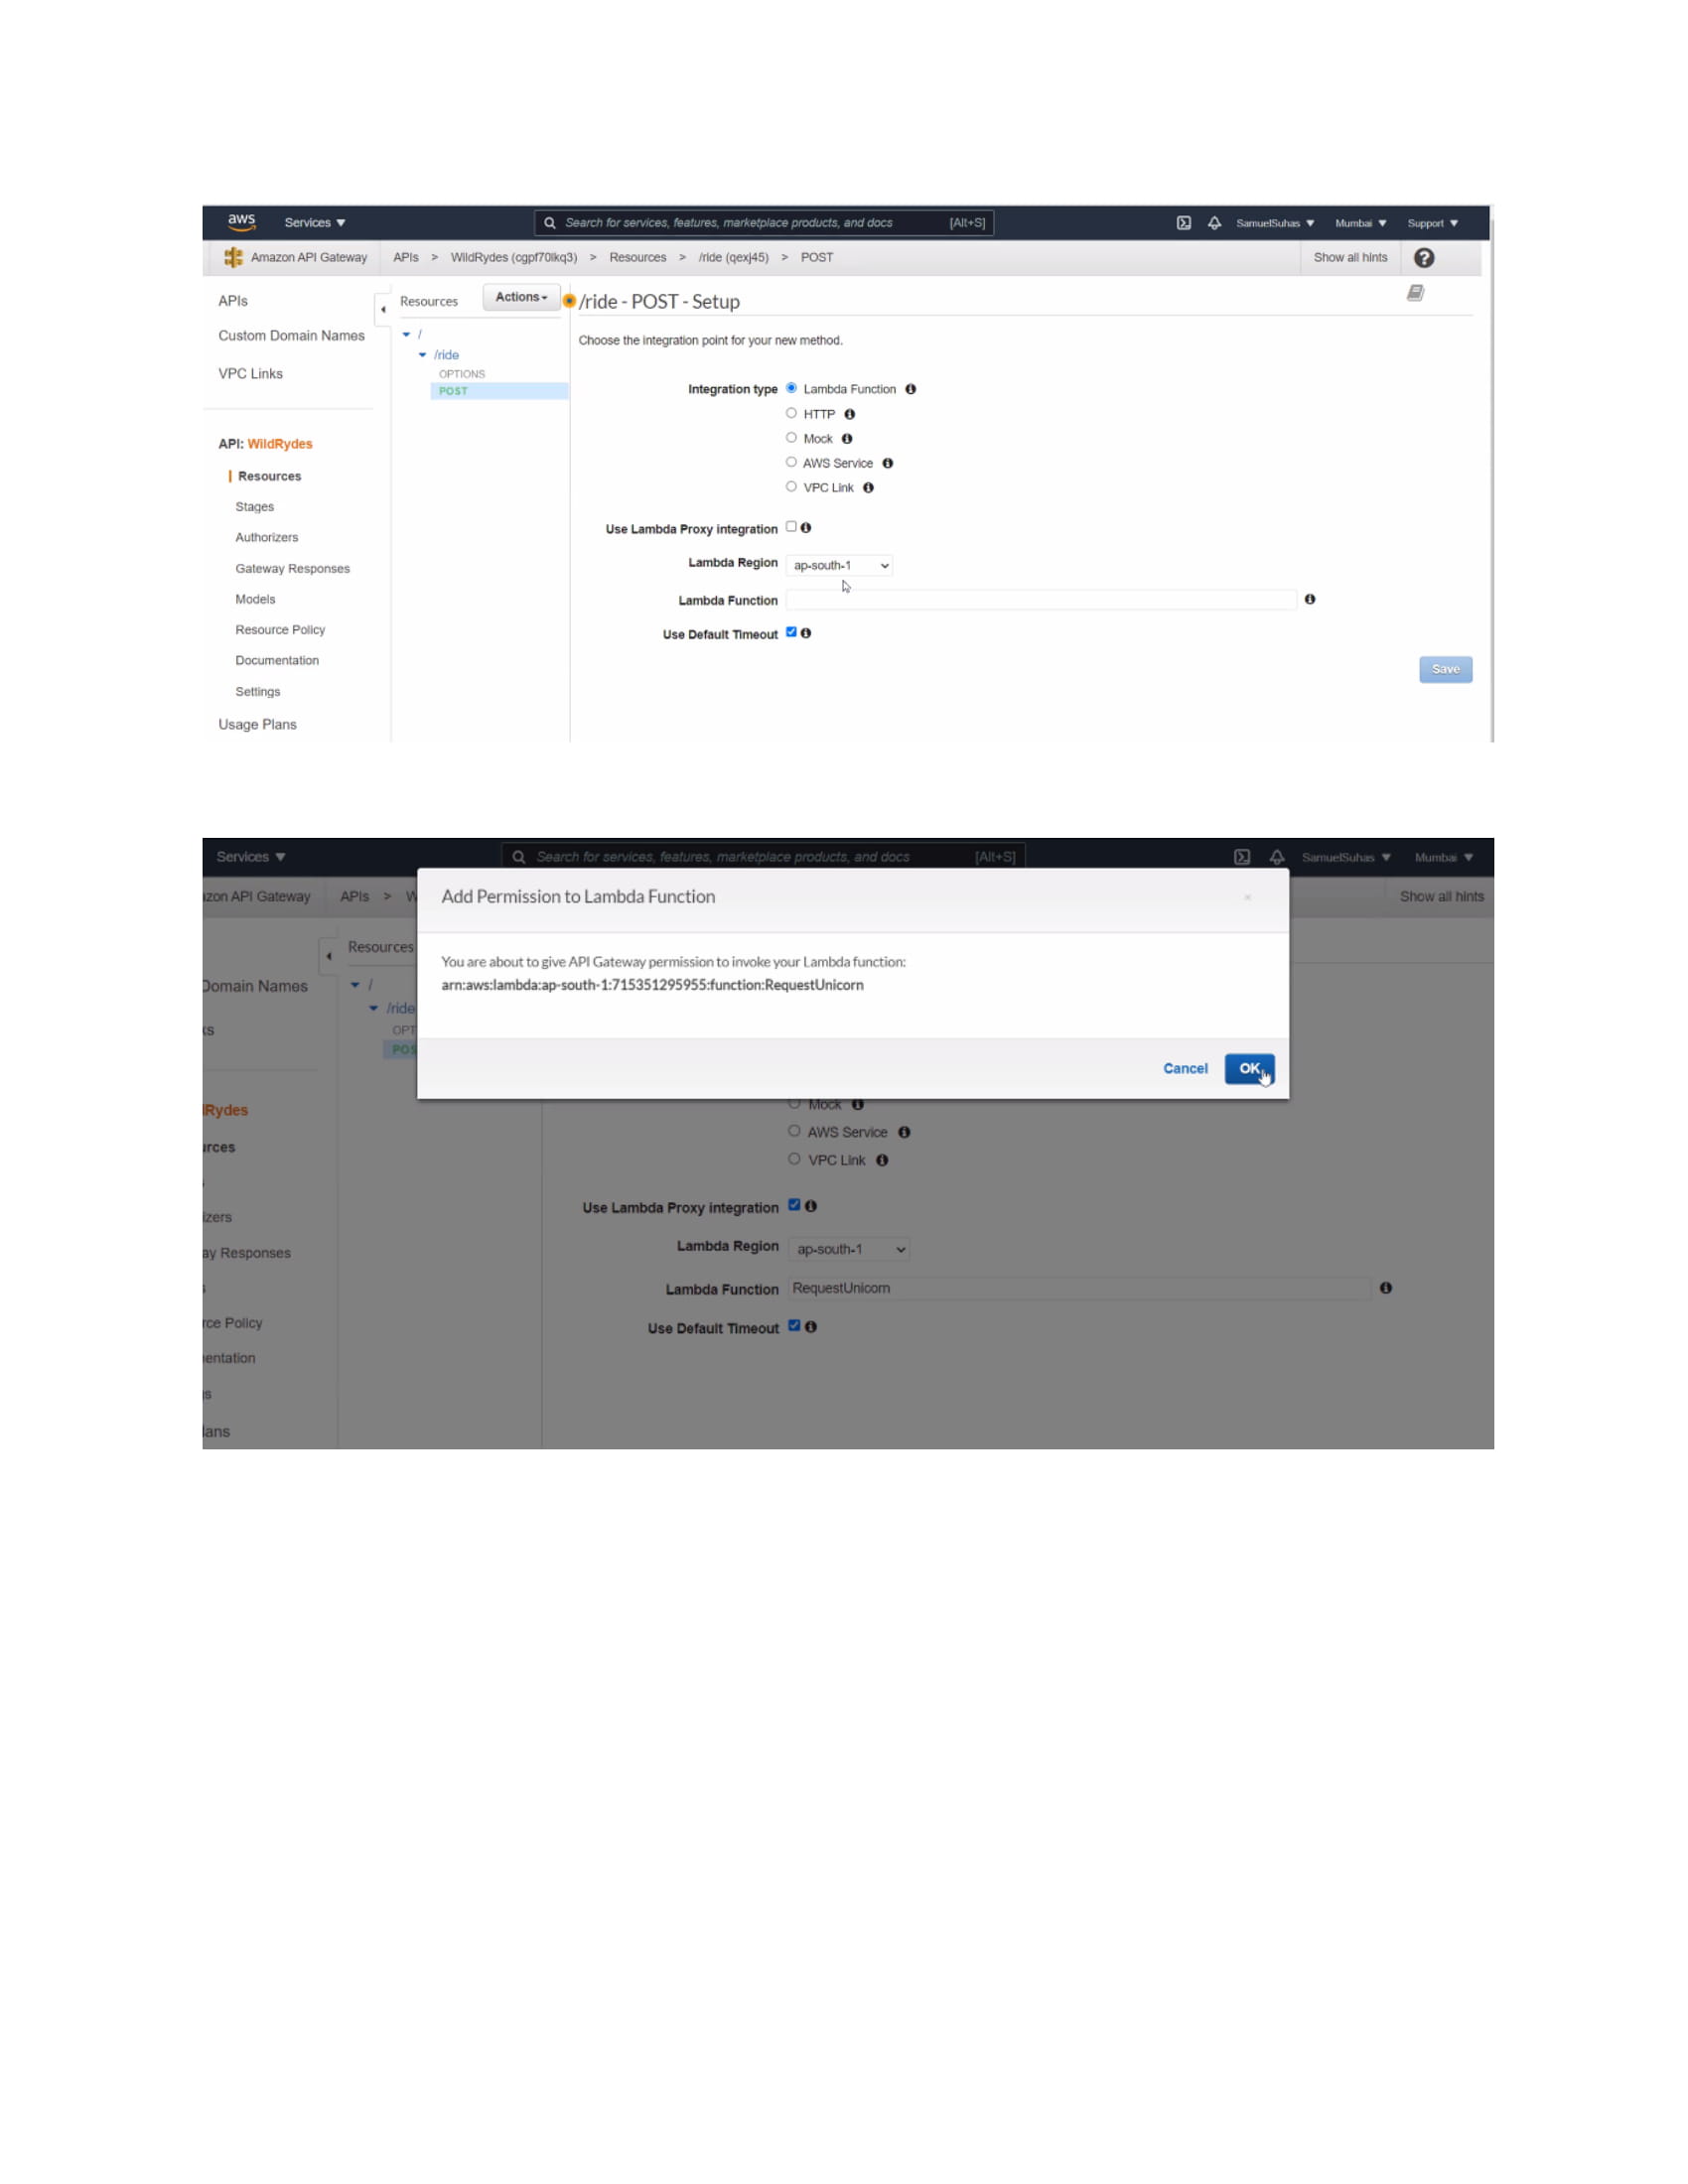 aws Services ▼ Search for services, features, marketplace products, and docs [Alt+S] SamuelSuhas ▼ Mumbai ▼ Support ▼
Amazon API Gateway APIs > WildRydes (cgpf70lkq3) > Resources > /ride (qexj45) > POST Show all hints ?
APIs Resources Actions /ride - POST - Setup
Custom Domain Names /
Choose the integration point for your new method.
/ride
VPC Links OPTIONS
POST
Integration type Lambda Function
HTTP
Mock
API: WildRydes
AWS Service
Resources
VPC Link
Stages
Use Lambda Proxy integration
Authorizers
Lambda Region ap-south-1
Gateway Responses
Models Lambda Function
Resource Policy Use Default Timeout
Documentation
Save
Settings
Usage Plans
Services ▼ Search for services, features, marketplace products, and docs [Alt+S] SamuelSuhas ▼ Mumbai ▼
zon API Gateway APIs > W Add Permission to Lambda Function × Show all hints
Resources
You are about to give API Gateway permission to invoke your Lambda function:
Domain Names / arn:aws:lambda:ap-south-1:715351295955:function:RequestUnicorn
/ride
ks OPT
POS
Cancel OK
Rydes Mock
urces AWS Service
VPC Link
izers Use Lambda Proxy integration
ay Responses Lambda Region ap-south-1
Lambda Function RequestUnicorn
rce Policy Use Default Timeout
entation
s
lans